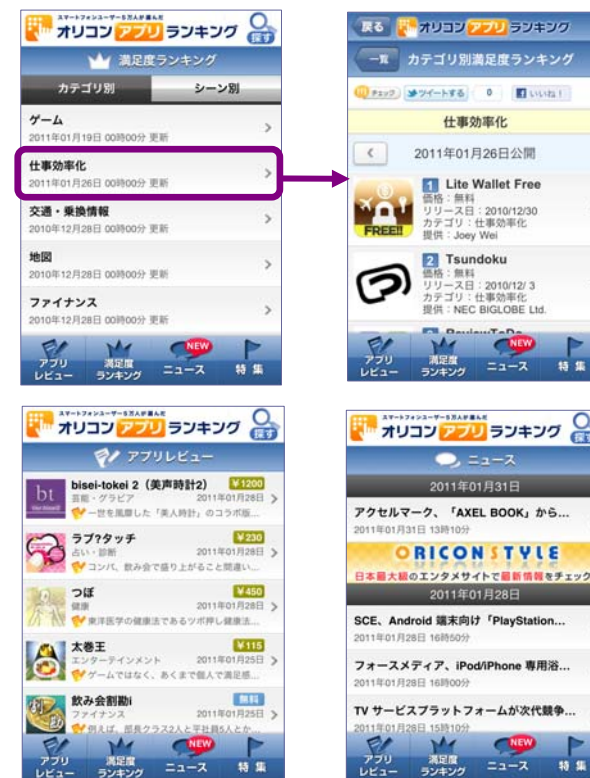 スマートフォンユーザー5万人が選んだ
オリコン アプリ ランキング
探す
満足度ランキング
カテゴリ別
シーン別
ゲーム
2011年01月19日 00時00分 更新
仕事効率化
2011年01月26日 00時00分 更新
交通・乗換情報
2010年12月28日 00時00分 更新
地図
2010年12月28日 00時00分 更新
ファイナンス
2010年12月28日 00時00分 更新
NEW
アプリ
レビュー
満足度
ランキング
ニュース
特 集
戻る
オリコン アプリ ランキング
一覧
カテゴリ別満足度ランキング
チェック
ツイートする
0
いいね!
仕事効率化
2011年01月26日公開
FREE!!
1 Lite Wallet Free
価格:無料
リリース日:2010/12/30
カテゴリ:仕事効率化
提供:Joey Wei
2 Tsundoku
価格:無料
リリース日:2010/12/ 3
カテゴリ:仕事効率化
提供:NEC BIGLOBE Ltd.
NEW
アプリ
レビュー
満足度
ランキング
ニュース
特 集
スマートフォンユーザー5万人が選んだ
オリコン アプリ ランキング
探す
アプリレビュー
bt
bisei-tokei 2(美声時計2)
¥1200
芸能・グラビア
2011年01月28日
一世を風靡した「美人時計」のコラボ版...
ラブ?タッチ
¥230
占い・診断
2011年01月28日
コンパ、飲み会で盛り上がること間違い...
つぼ
¥450
健康
2011年01月28日
東洋医学の健康法であるツボ押し健康法...
太巻王
¥115
エンターテインメント
2011年01月25日
ゲームではなく、あくまで個人で満足感...
飲み会割勘i
無料
ファイナンス
2011年01月25日
例えば、部長クラス2人と平社員5人とか...
NEW
アプリ
レビュー
満足度
ランキング
ニュース
特 集
スマートフォンユーザー5万人が選んだ
オリコン アプリ ランキング
探す
ニュース
2011年01月31日
アクセルマーク、「AXEL BOOK」から...
2011年01月31日 13時10分
ORICON STYLE
日本最大級のエンタメサイトで最新情報をチェック
2011年01月28日
SCE、Android 端末向け「PlayStation...
2011年01月28日 16時50分
フォースメディア、iPod/iPhone 専用浴...
2011年01月28日 16時00分
TV サービスプラットフォームが次代競争...
2011年01月28日 15時10分
NEW
アプリ
レビュー
満足度
ランキング
ニュース
特 集